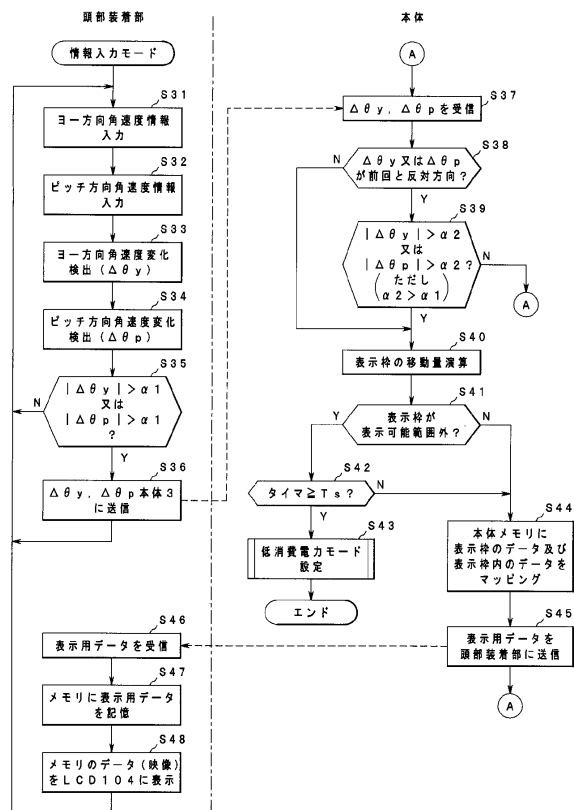 頭部装着部
情報入力モード
S31
ヨー方向角速度情報
入力
S32
ピッチ方向角速度情報
入力
S33
ヨー方向角速度変化
検出(Δθy)
S34
ピッチ方向角速度変化
検出(Δθp)
S35
|Δθy|>α1
又は
|Δθp|>α1
?
N
Y
S36
Δθy,Δθp本体3
に送信
S46
表示用データを受信
S47
メモリに表示用データ
を記憶
S48
メモリのデータ(映像)
をLCD104に表示
本体
A
S37
Δθy,Δθpを受信
S38
Δθy又はΔθp
が前回と反対方向?
N
Y
S39
|Δθy|>α2
又は
|Δθp|>α2?
(ただし
α2>α1)
N
A
Y
S40
表示枠の移動量演算
S41
表示枠が
表示可能範囲外?
Y
N
S42
タイマ≧Ts?
N
Y
S43
低消費電力モード
設定
エンド
S44
本体メモリに
表示枠のデータ及び
表示枠内のデータを
マッピング
S45
表示用データを
頭部装着部に送信
A